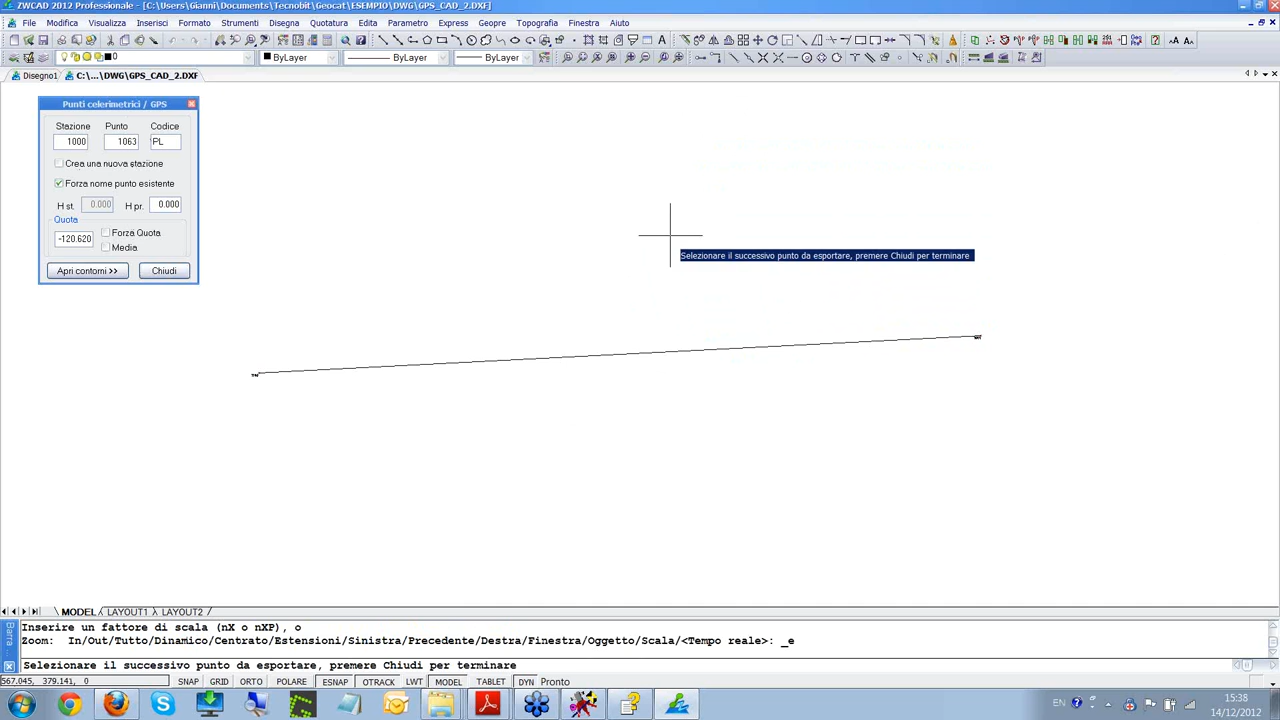 ZWCAD 2012 Professionale - [C:\Users\Gianni\Documents\Tecnobit\Geocat\ESEMPIO\DWG\GPS_CAD_2.DXF]
File Modifica Visualizza Inserisci Formato Strumenti Disegna Quotatura Edita Parametro Express Geopre Topografia Finestra Aiuto
0 ByLayer ByLayer ByLayer
Disegno1 C:\...\DWG\GPS_CAD_2.DXF
Punti celerimetrici / GPS
Stazione Punto Codice
1000 1063 PL
Crea una nuova stazione
Forza nome punto esistente
H st. 0.000 H pr. 0.000
Quota
-120.620 Forza Quota
Media
Apri contorni >> Chiudi
Selezionare il successivo punto da esportare, premere Chiudi per terminare
MODEL LAYOUT1 LAYOUT2
Barra
Inserire un fattore di scala (nX o nXP), o
Zoom: In/Out/Tutto/Dinamico/Centrato/Estensioni/Sinistra/Precedente/Destra/Finestra/Oggetto/Scala/<Tempo reale>: _e
Selezionare il successivo punto da esportare, premere Chiudi per terminare
567.045, 379.141, 0 SNAP GRID ORTO POLARE ESNAP OTRACK LWT MODEL TABLET DYN Pronto
EN 15:38
14/12/2012